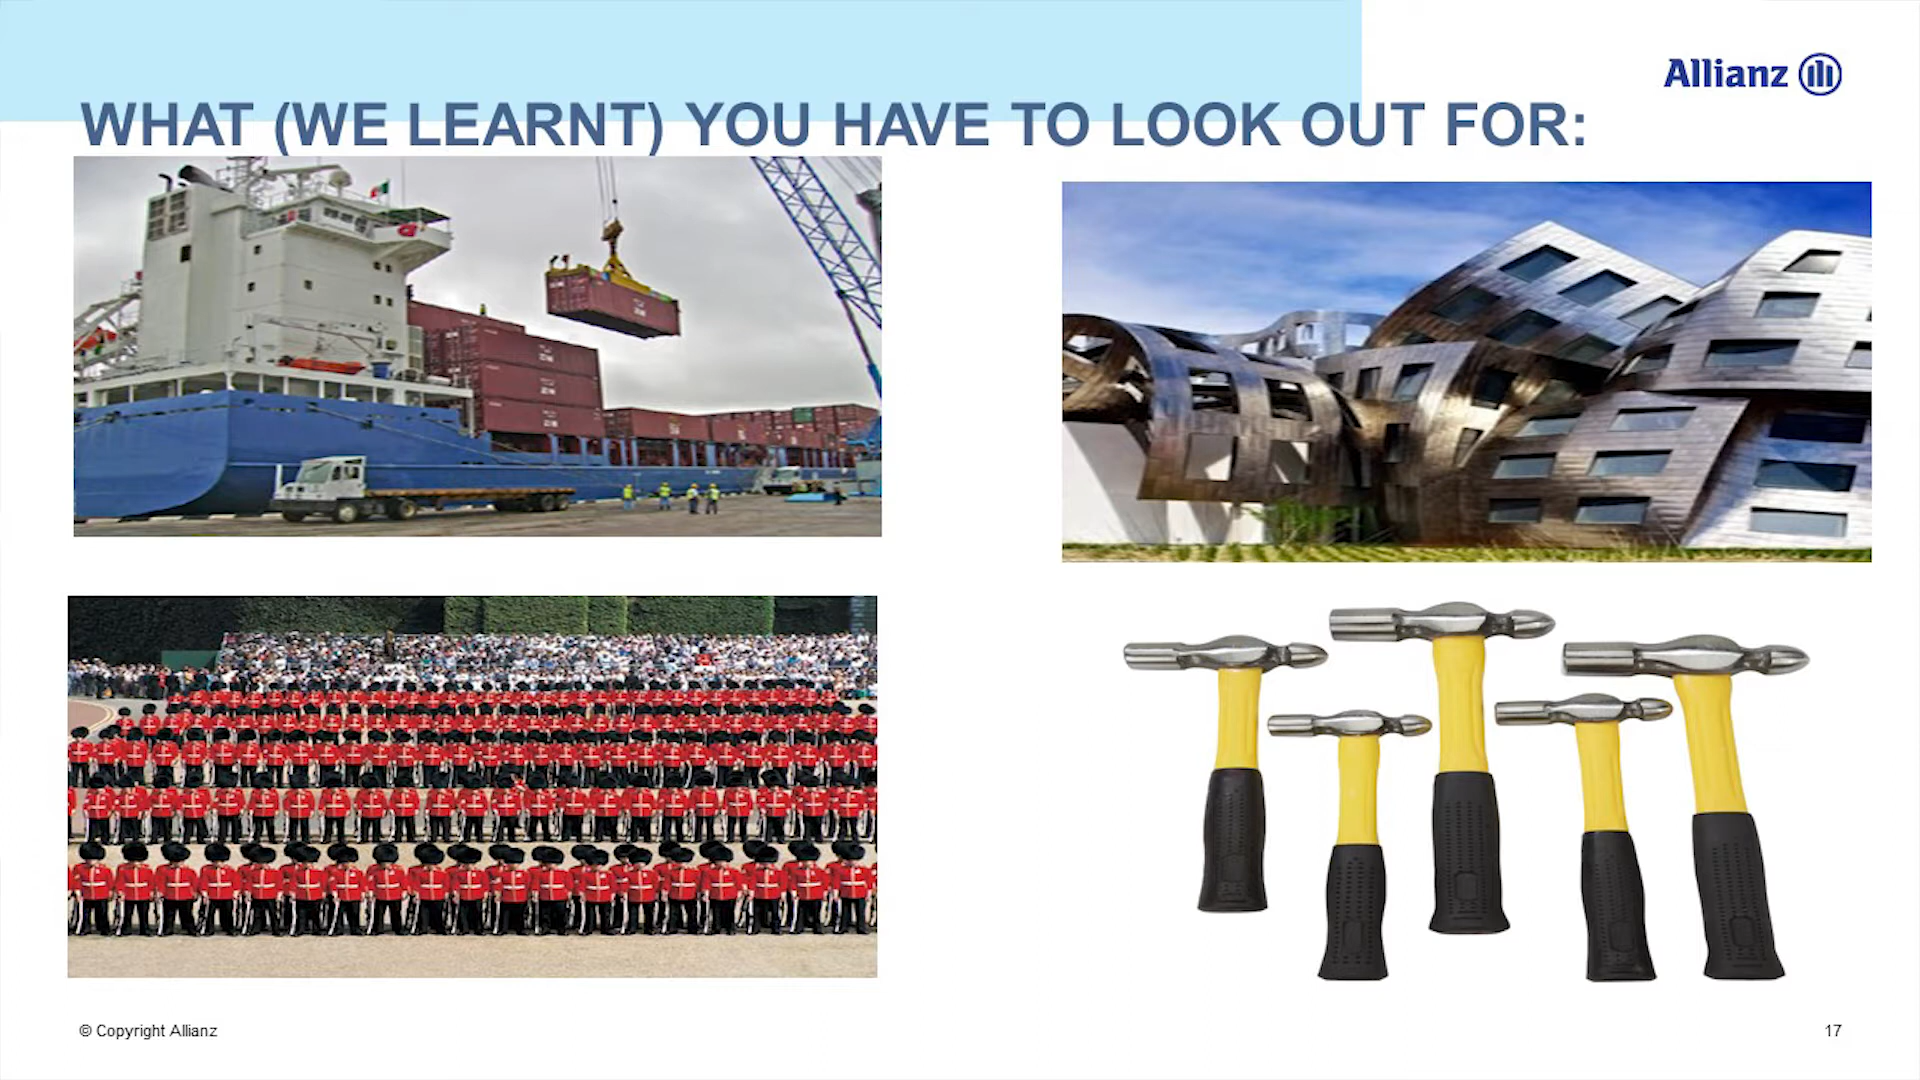 Allianz
WHAT (WE LEARNT) YOU HAVE TO LOOK OUT FOR:
© Copyright Allianz
17